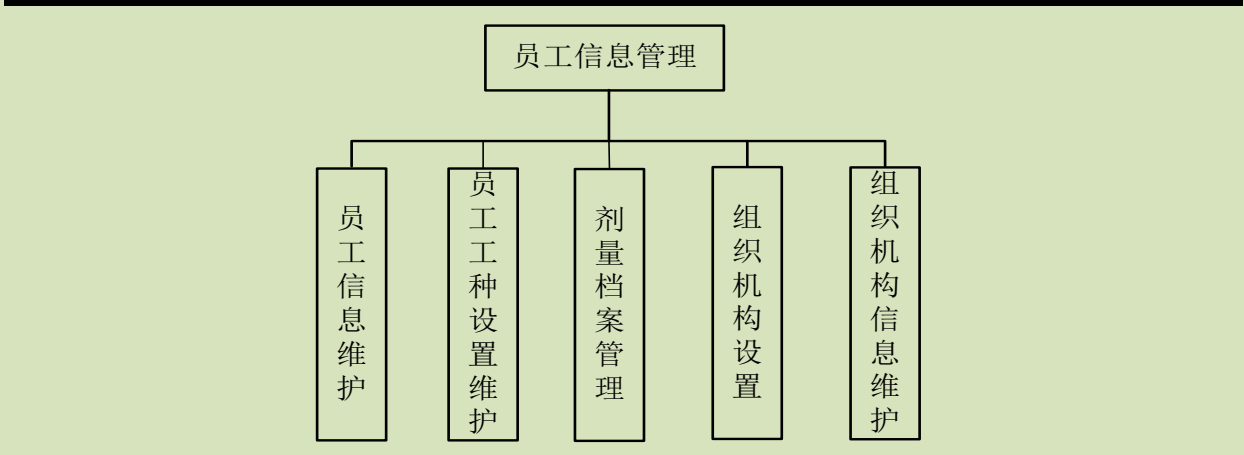 员工信息管理
员工信息维护
员工工种设置维护
剂量档案管理
组织机构设置
组织机构信息维护